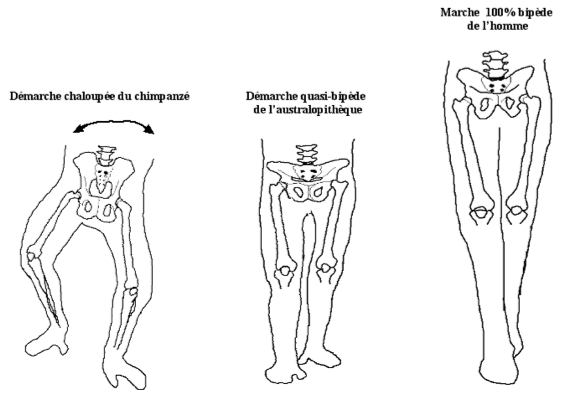 Démarche chaloupée du chimpanzé
Démarche quasi-bipède
de l'australopithèque
Marche 100% bipède
de l'homme